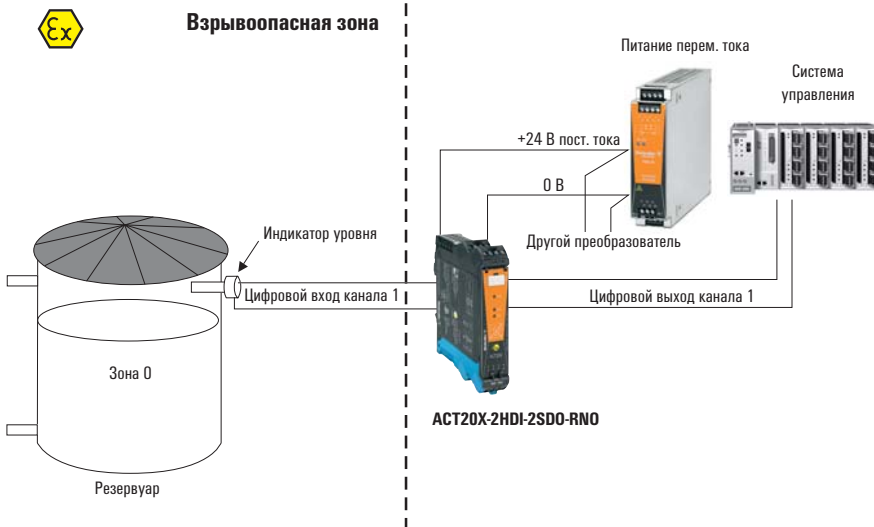 Ex
Взрывоопасная зона
Питание перем. тока
Система
управления
+24 В пост. тока
0 В
Индикатор уровня
Другой преобразователь
Цифровой вход канала 1
Цифровой выход канала 1
Зона 0
ACT20X-2HDI-2SDO-RNO
Резервуар